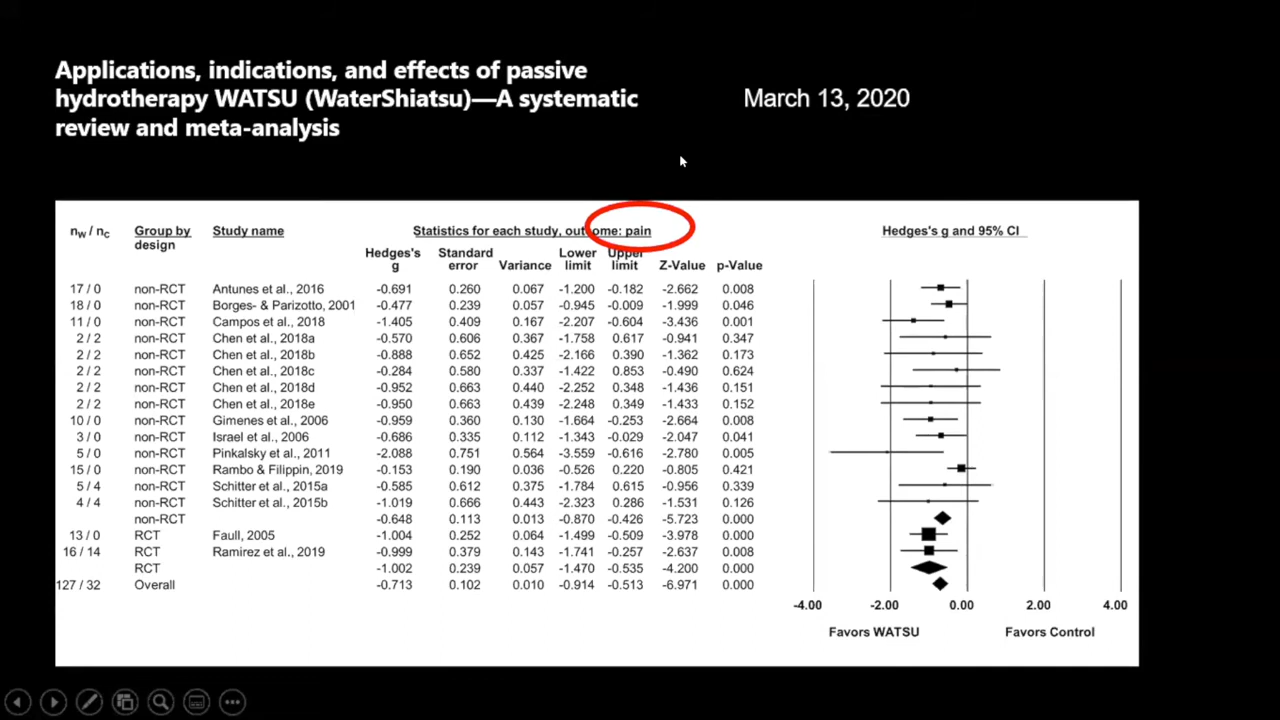 Applications, indications, and effects of passive
hydrotherapy WATSU (WaterShiatsu)—A systematic
review and meta-analysis
March 13, 2020
nW / nC Group by design Study name Statistics for each study, outcome: pain Hedges's g and 95% CI
Hedges's g Standard error Variance Lower limit Upper limit Z-Value p-Value
17 / 0 non-RCT Antunes et al., 2016 -0.691 0.260 0.067 -1.200 -0.182 -2.662 0.008
18 / 0 non-RCT Borges- & Parizotto, 2001 -0.477 0.239 0.057 -0.945 -0.009 -1.999 0.046
11 / 0 non-RCT Campos et al., 2018 -1.405 0.409 0.167 -2.207 -0.604 -3.436 0.001
2 / 2 non-RCT Chen et al., 2018a -0.570 0.606 0.367 -1.758 0.617 -0.941 0.347
2 / 2 non-RCT Chen et al., 2018b -0.888 0.652 0.425 -2.166 0.390 -1.362 0.173
2 / 2 non-RCT Chen et al., 2018c -0.284 0.580 0.337 -1.422 0.853 -0.490 0.624
2 / 2 non-RCT Chen et al., 2018d -0.952 0.663 0.440 -2.252 0.348 -1.436 0.151
2 / 2 non-RCT Chen et al., 2018e -0.950 0.663 0.439 -2.248 0.349 -1.433 0.152
10 / 0 non-RCT Gimenes et al., 2006 -0.959 0.360 0.130 -1.664 -0.253 -2.664 0.008
3 / 0 non-RCT Israel et al., 2006 -0.686 0.335 0.112 -1.343 -0.029 -2.047 0.041
5 / 0 non-RCT Pinkalsky et al., 2011 -2.088 0.751 0.564 -3.559 -0.616 -2.780 0.005
15 / 0 non-RCT Rambo & Filippin, 2019 -0.153 0.190 0.036 -0.526 0.220 -0.805 0.421
5 / 4 non-RCT Schitter et al., 2015a -0.585 0.612 0.375 -1.784 0.615 -0.956 0.339
4 / 4 non-RCT Schitter et al., 2015b -1.019 0.666 0.443 -2.323 0.286 -1.531 0.126
non-RCT -0.648 0.113 0.013 -0.870 -0.426 -5.723 0.000
13 / 0 RCT Faull, 2005 -1.004 0.252 0.064 -1.499 -0.509 -3.978 0.000
16 / 14 RCT Ramirez et al., 2019 -0.999 0.379 0.143 -1.741 -0.257 -2.637 0.008
RCT -1.002 0.239 0.057 -1.470 -0.535 -4.200 0.000
127 / 32 Overall -0.713 0.102 0.010 -0.914 -0.513 -6.971 0.000
-4.00 -2.00 0.00 2.00 4.00
Favors WATSU Favors Control